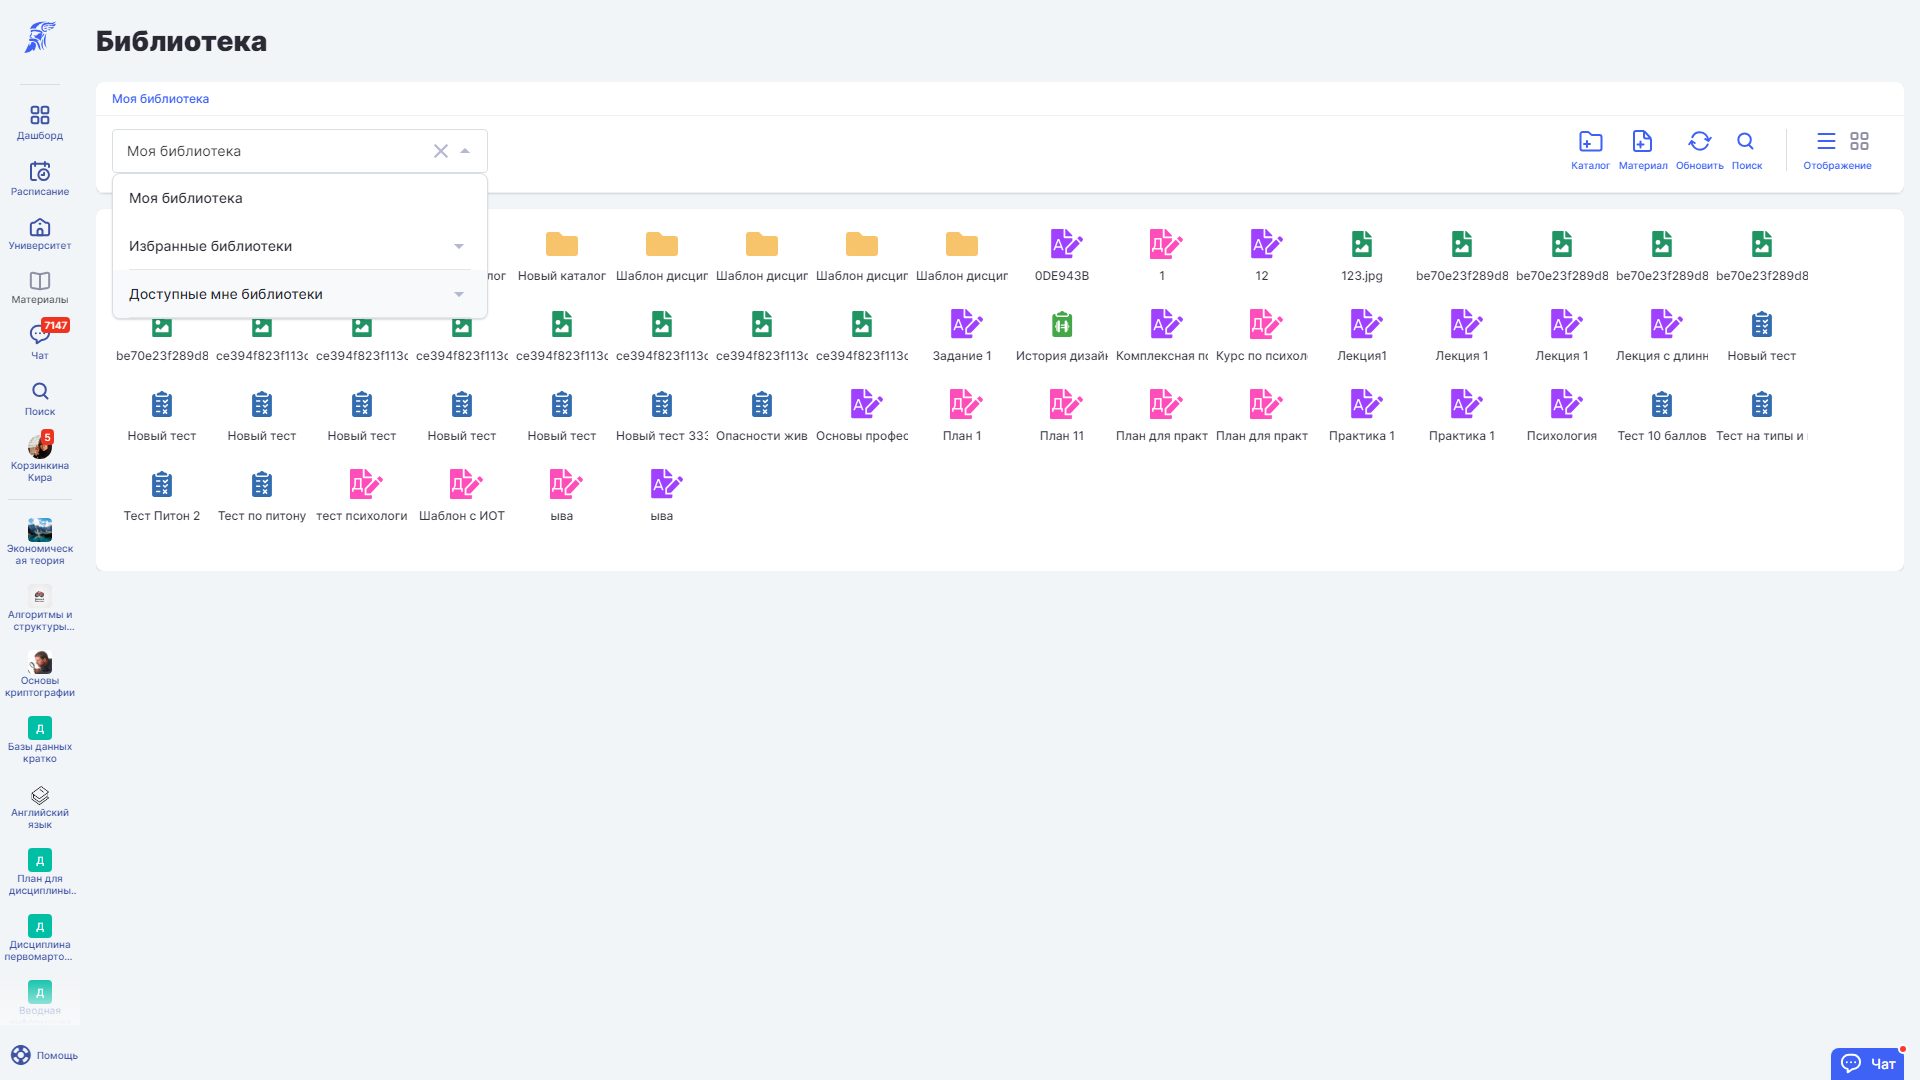 Библиотека
Моя библиотека
Моя библиотека
Каталог
Материал
Обновить
Поиск
Отображение
Моя библиотека
Избранные библиотеки
Доступные мне библиотеки
Дашборд
Расписание
Университет
Материалы
7147
Чат
Поиск
5
Корзинкина
Кира
Экономическ
ая теория
Алгоритмы и
структуры...
Основы
криптографии
Д
Базы данных
кратко
Английский
язык
Д
План для
дисциплины..
Д
Дисциплина
первомарто...
Д
Вводная
Помощь
лог
Новый каталог
Шаблон дисцип
Шаблон дисцип
Шаблон дисцип
Шаблон дисцип
0DE943B
1
12
123.jpg
be70e23f289d8
be70e23f289d8
be70e23f289d8
be70e23f289d8
be70e23f289d8
ce394f823f113c
ce394f823f113c
ce394f823f113c
ce394f823f113c
ce394f823f113c
ce394f823f113c
ce394f823f113c
Задание 1
История дизайн
Комплексная по
Курс по психол
Лекция1
Лекция 1
Лекция 1
Лекция с длинн
Новый тест
Новый тест
Новый тест
Новый тест
Новый тест
Новый тест
Новый тест 333
Опасности жив
Основы професс
План 1
План 11
План для практ
План для практ
Практика 1
Практика 1
Психология
Тест 10 баллов
Тест на типы и
Тест Питон 2
Тест по питону
тест психологи
Шаблон с ИОТ
ыва
ыва
Чат